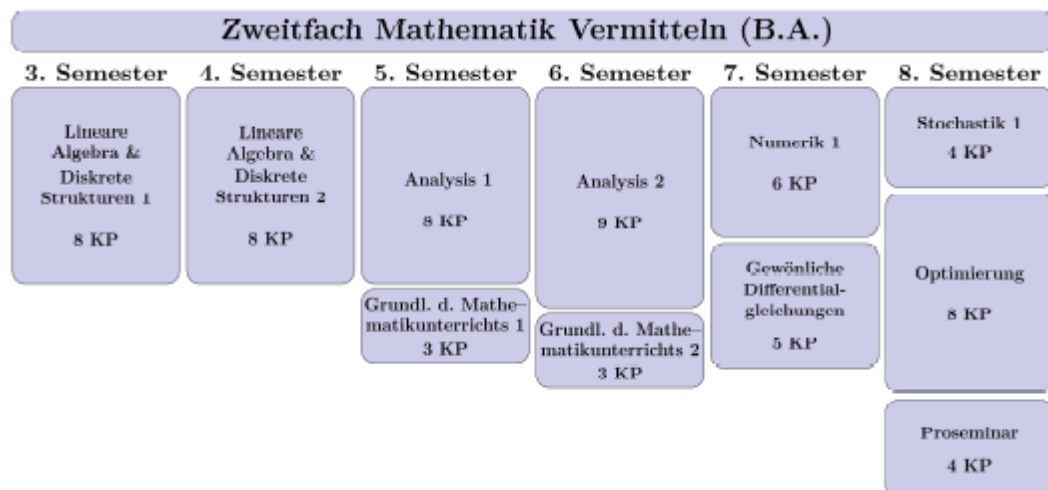 Zweitfach Mathematik Vermitteln (B.A.)
3. Semester
4. Semester
5. Semester
6. Semester
7. Semester
8. Semester
Lineare
Algebra &
Diskrete
Strukturen 1
8 KP
Lineare
Algebra &
Diskrete
Strukturen 2
8 KP
Analysis 1
8 KP
Grundl. d. Mathe-
matikunterrichts 1
3 KP
Analysis 2
9 KP
Grundl. d. Mathe-
matikunterrichts 2
3 KP
Numerik 1
6 KP
Gewönliche
Differential-
gleichungen
5 KP
Stochastik 1
4 KP
Optimierung
8 KP
Proseminar
4 KP